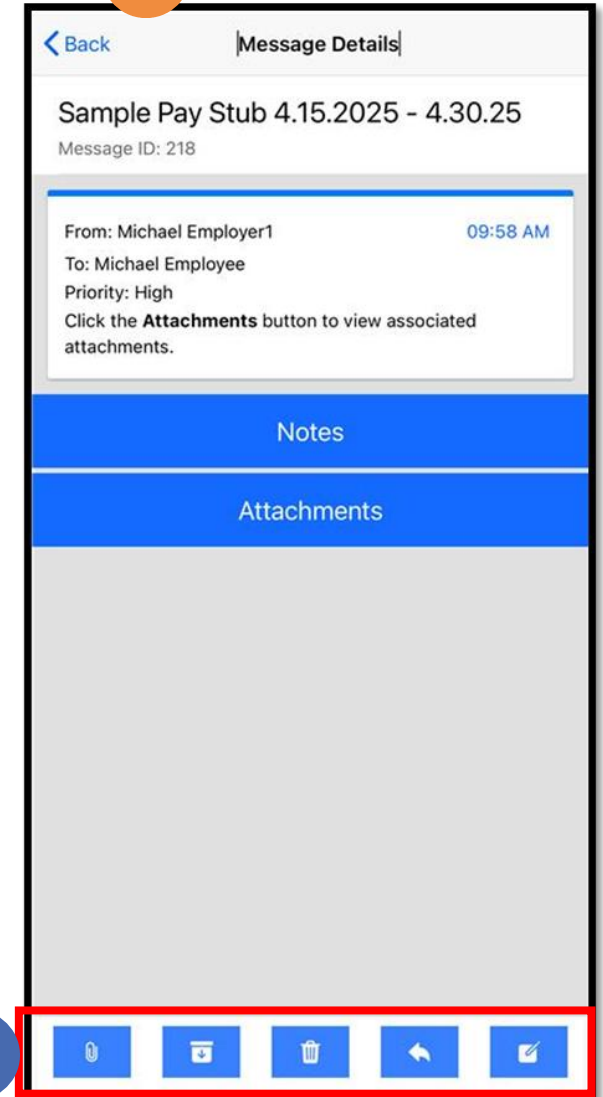 Back
Message Details
Sample Pay Stub 4.15.2025 - 4.30.25
Message ID: 218
From: Michael Employer1
09:58 AM
To: Michael Employee
Priority: High
Click the Attachments button to view associated
attachments.
Notes
Attachments